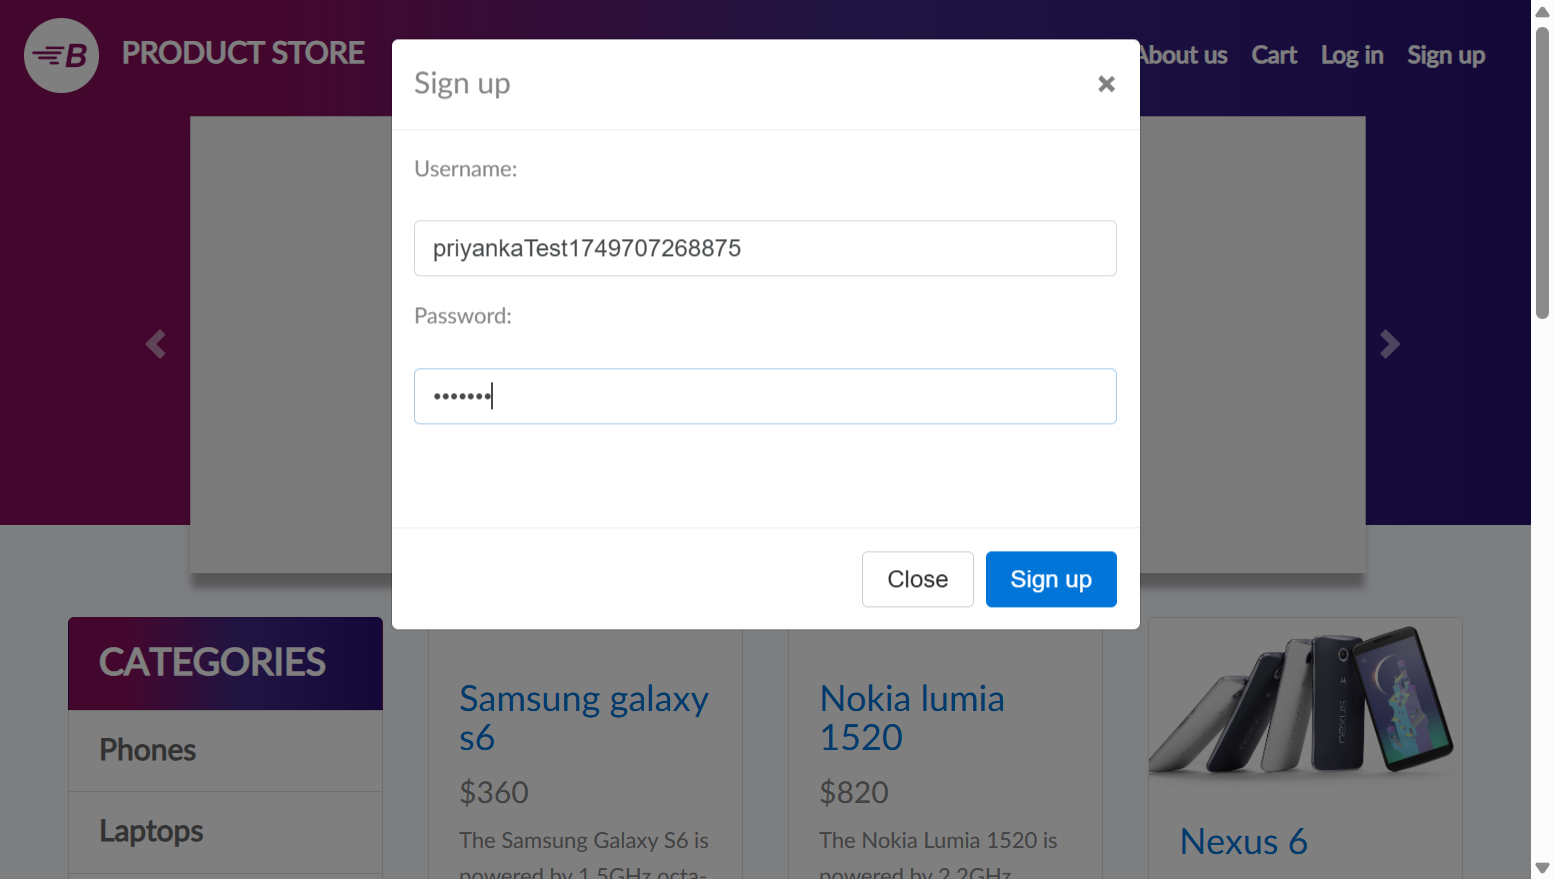 B PRODUCT STORE
About us Cart Log in Sign up
Sign up
×
Username:
priyankaTest1749707268875
Password:
•••••••
Close Sign up
CATEGORIES
Phones
Laptops
Samsung galaxy
s6
$360
The Samsung Galaxy S6 is
powered by 1.5GHz octa-
Nokia lumia
1520
$820
The Nokia Lumia 1520 is
powered by 2.2GHz
nexus
Nexus 6